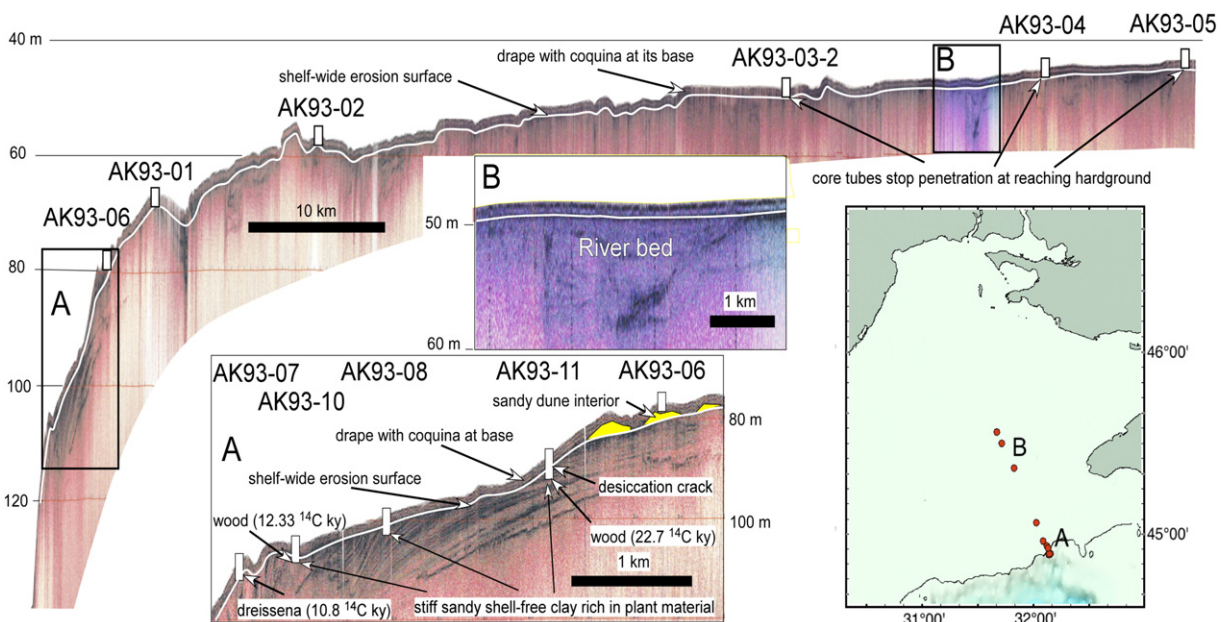 40 m
60
80
100
120
AK93-06
AK93-01
AK93-02
AK93-03-2
AK93-04
AK93-05
shelf-wide erosion surface
drape with coquina at its base
core tubes stop penetration at reaching hardground
10 km
A
B
B
50 m
60 m
River bed
1 km
A
AK93-07
AK93-10
AK93-08
AK93-11
AK93-06
sandy dune interior
drape with coquina at base
shelf-wide erosion surface
80 m
100 m
desiccation crack
wood (12.33 ¹⁴C ky)
wood (22.7 ¹⁴C ky)
1 km
dreissena (10.8 ¹⁴C ky)
stiff sandy shell-free clay rich in plant material
46°00'
45°00'
B
A
31°00'
32°00'